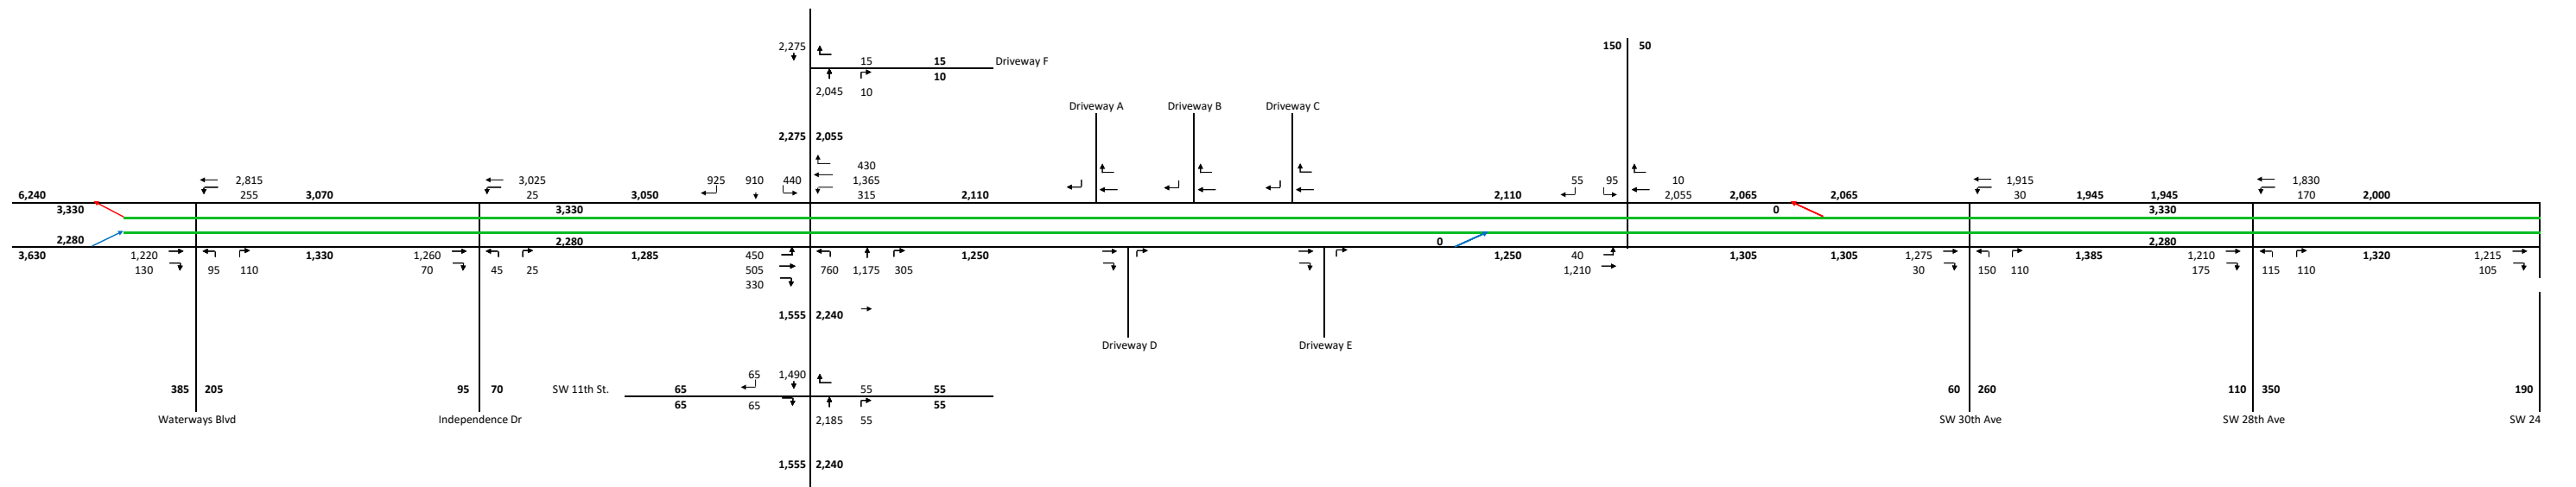 2,275
150 50
15 15 Driveway F
10
2,045 10
Driveway A Driveway B Driveway C
2,275 2,055
430
2,815 3,025 925 910 440 1,365 55 95 10 1,915 1,830
6,240 255 3,070 25 3,050 315 2,110 2,110 2,055 2,065 2,065 30 1,945 1,945 170 2,000
3,330 3,330 0 3,330
2,280 2,280 0 2,280
3,630 1,220 1,330 1,260 1,285 450 1,250 1,250 40 1,305 1,305 1,275 1,385 1,210 1,320 1,215
130 95 110 70 45 25 505 760 1,175 305 1,210 30 150 110 175 115 110 105
330
1,555 2,240
Driveway D Driveway E
65 1,490
385 205 95 70 SW 11th St. 65 55 55 60 260 110 350 190
65 65 55
Waterways Blvd Independence Dr 2,185 55 SW 30th Ave SW 28th Ave SW 24
1,555 2,240